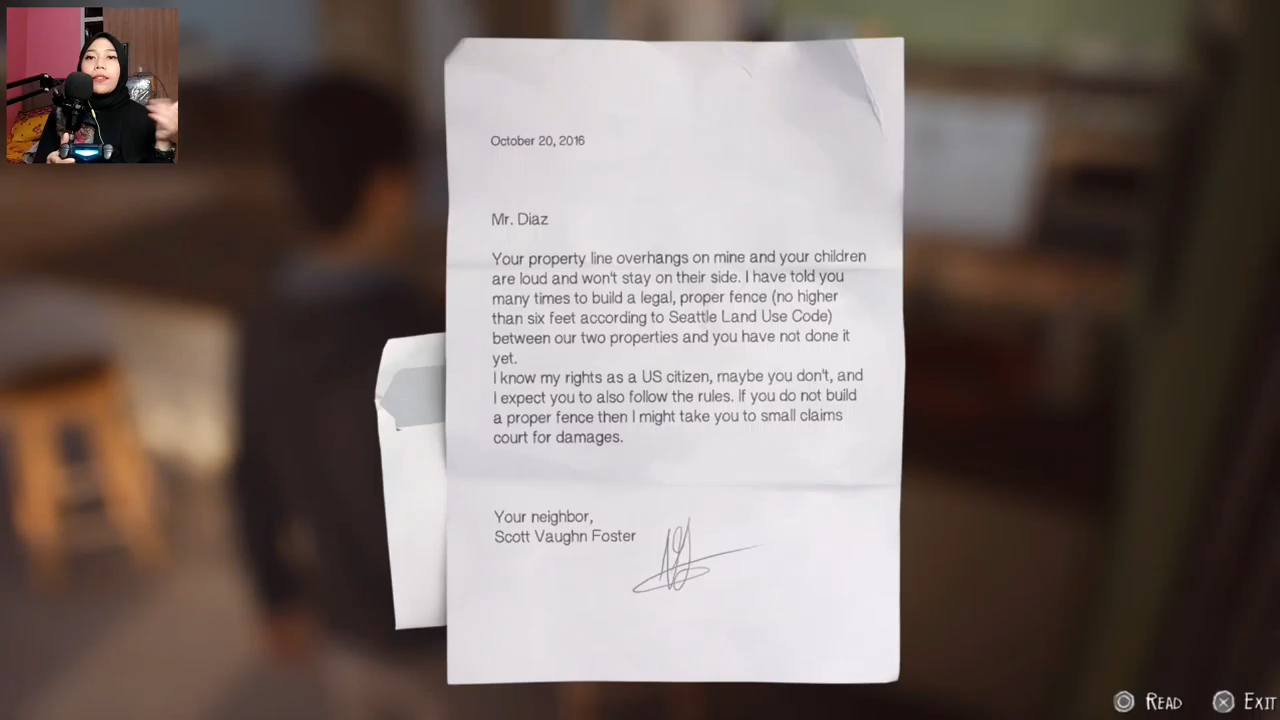 October 20, 2016
Mr. Diaz
Your property line overhangs on mine and your children
are loud and won't stay on their side. I have told you
many times to build a legal, proper fence (no higher
than six feet according to Seattle Land Use Code)
between our two properties and you have not done it
yet.
I know my rights as a US citizen, maybe you don't, and
I expect you to also follow the rules. If you do not build
a proper fence then I might take you to small claims
court for damages.
Your neighbor,
Scott Vaughn Foster
READ
EXIT